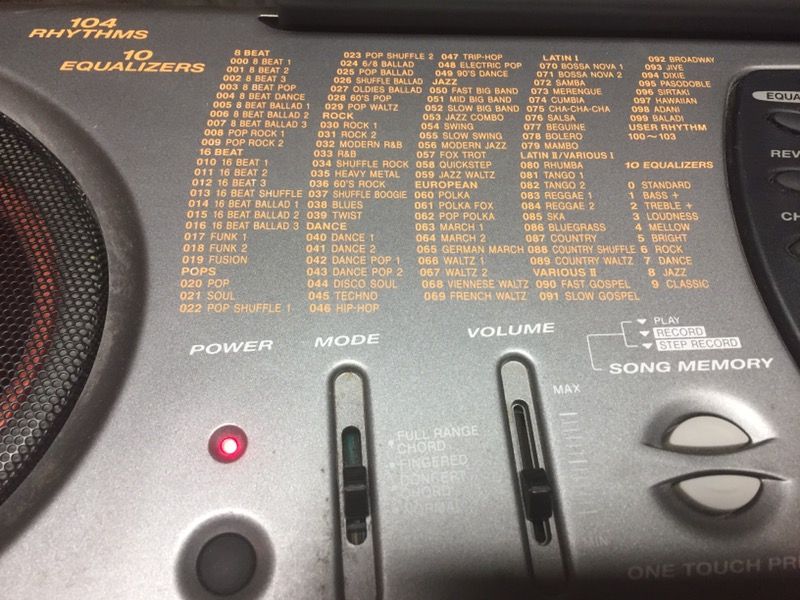 104
RHYTHMS
10
EQUALIZERS
8 BEAT
000 8 BEAT 1
001 8 BEAT 2
002 8 BEAT 3
003 8 BEAT POP
004 8 BEAT DANCE
005 8 BEAT BALLAD 1
006 8 BEAT BALLAD 2
007 8 BEAT BALLAD 3
008 POP ROCK 1
009 POP ROCK 2
16 BEAT
010 16 BEAT 1
011 16 BEAT 2
012 16 BEAT 3
013 16 BEAT SHUFFLE
014 16 BEAT BALLAD 1
015 16 BEAT BALLAD 2
016 16 BEAT BALLAD 3
017 FUNK 1
018 FUNK 2
019 FUSION
POPS
020 POP
021 SOUL
022 POP SHUFFLE 1
023 POP SHUFFLE 2
024 6/8 BALLAD
025 POP BALLAD
026 SHUFFLE BALLAD
027 OLDIES BALLAD
028 60'S POP
029 POP WALTZ
ROCK
030 ROCK 1
031 ROCK 2
032 MODERN R&B
033 R&B
034 SHUFFLE ROCK
035 HEAVY METAL
036 60'S ROCK
037 SHUFFLE BOOGIE
038 BLUES
039 TWIST
DANCE
040 DANCE 1
041 DANCE 2
042 DANCE POP 1
043 DANCE POP 2
044 DISCO SOUL
045 TECHNO
046 HIP-HOP
047 TRIP-HOP
048 ELECTRIC POP
049 90'S DANCE
JAZZ
050 FAST BIG BAND
051 MID BIG BAND
052 SLOW BIG BAND
053 JAZZ COMBO
054 SWING
055 SLOW SWING
056 MODERN JAZZ
057 FOX TROT
058 QUICKSTEP
059 JAZZ WALTZ
EUROPEAN
060 POLKA
061 POLKA FOX
062 POP POLKA
063 MARCH 1
064 MARCH 2
065 GERMAN MARCH
066 WALTZ 1
067 WALTZ 2
068 VIENNESE WALTZ
069 FRENCH WALTZ
LATIN I
070 BOSSA NOVA 1
071 BOSSA NOVA 2
072 SAMBA
073 MERENGUE
074 CUMBIA
075 CHA-CHA-CHA
076 SALSA
077 BEGUINE
078 BOLERO
079 MAMBO
LATIN II/VARIOUS I
080 RHUMBA
081 TANGO 1
082 TANGO 2
083 REGGAE 1
084 REGGAE 2
085 SKA
086 BLUEGRASS
087 COUNTRY
088 COUNTRY SHUFFLE
089 COUNTRY WALTZ
VARIOUS II
090 FAST GOSPEL
091 SLOW GOSPEL
092 BROADWAY
093 JIVE
094 DIXIE
095 PASODOBLE
096 SIRTAKI
097 HAWAIIAN
098 ADANI
099 BALADI
USER RHYTHM
100～103
10 EQUALIZERS
0 STANDARD
1 BASS +
2 TREBLE +
3 LOUDNESS
4 MELLOW
5 BRIGHT
6 ROCK
7 DANCE
8 JAZZ
9 CLASSIC
EQUA
REV
CH
POWER
MODE
VOLUME
PLAY
RECORD
STEP RECORD
SONG MEMORY
MAX
MIN
FULL RANGE
CHORD
FINGERED
CHORD
NORMAL
ONE TOUCH PRE